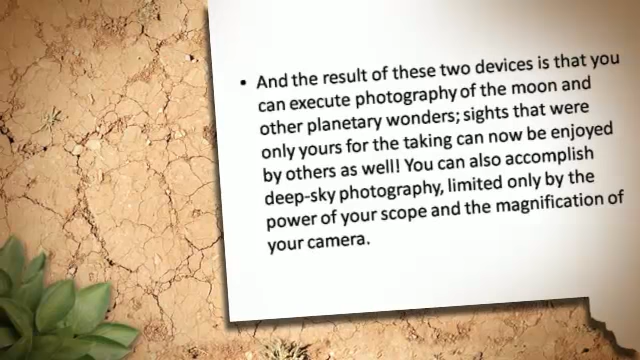 • And the result of these two devices is that you
can execute photography of the moon and
other planetary wonders; sights that were
only yours for the taking can now be enjoyed
by others as well! You can also accomplish
deep-sky photography, limited only by the
power of your scope and the magnification of
your camera.